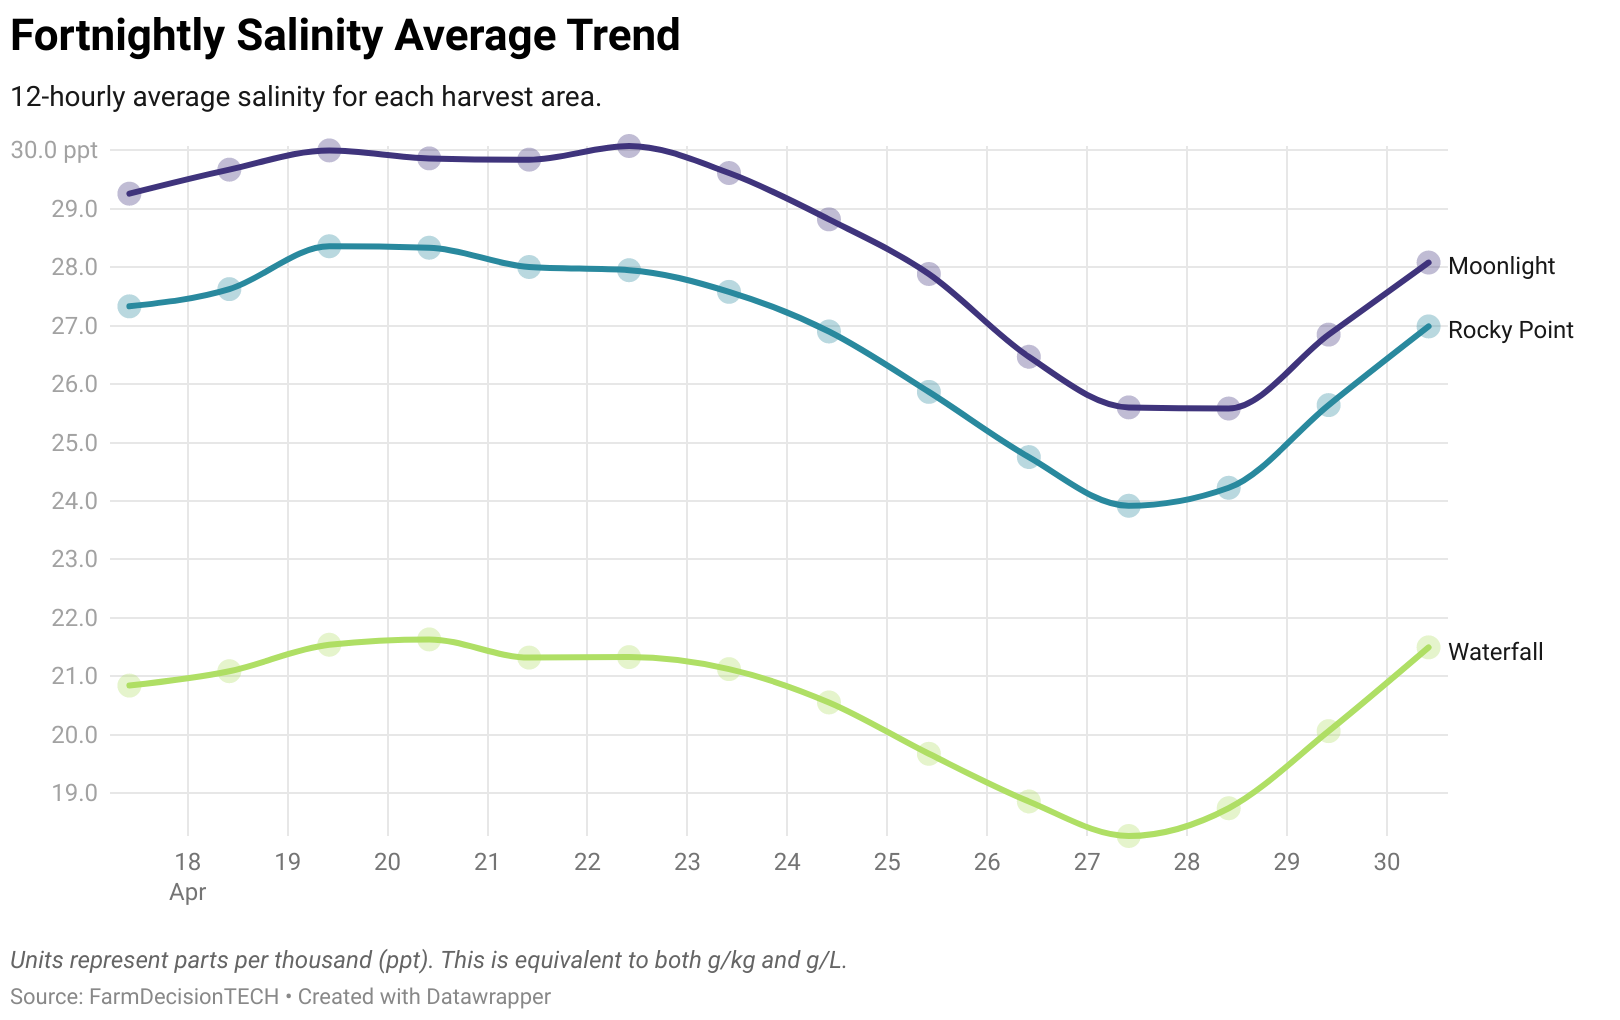 Fortnightly Salinity Average Trend
12-hourly average salinity for each harvest area.
30.0 ppt
29.0
28.0
27.0
26.0
25.0
24.0
23.0
22.0
21.0
20.0
19.0
Moonlight
Rocky Point
Waterfall
18 19 20 21 22 23 24 25 26 27 28 29 30
Apr
Units represent parts per thousand (ppt). This is equivalent to both g/kg and g/L.
Source: FarmDecisionTECH • Created with Datawrapper